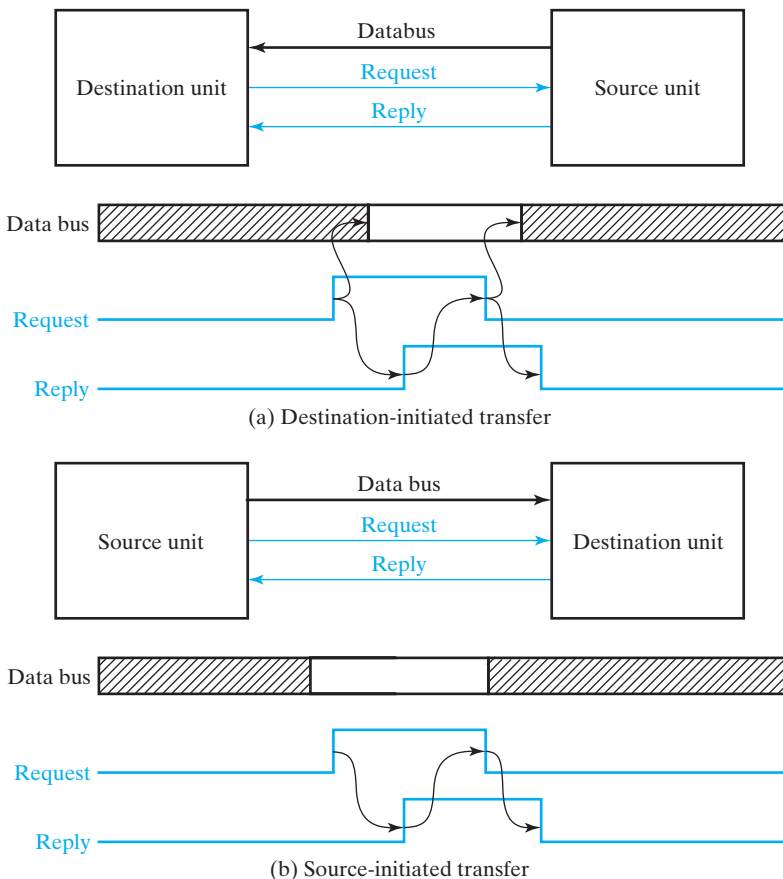 Databus
Destination unit
Request
Source unit
Reply
Data bus
Request
Reply
(a) Destination-initiated transfer
Data bus
Source unit
Request
Destination unit
Reply
Data bus
Request
Reply
(b) Source-initiated transfer